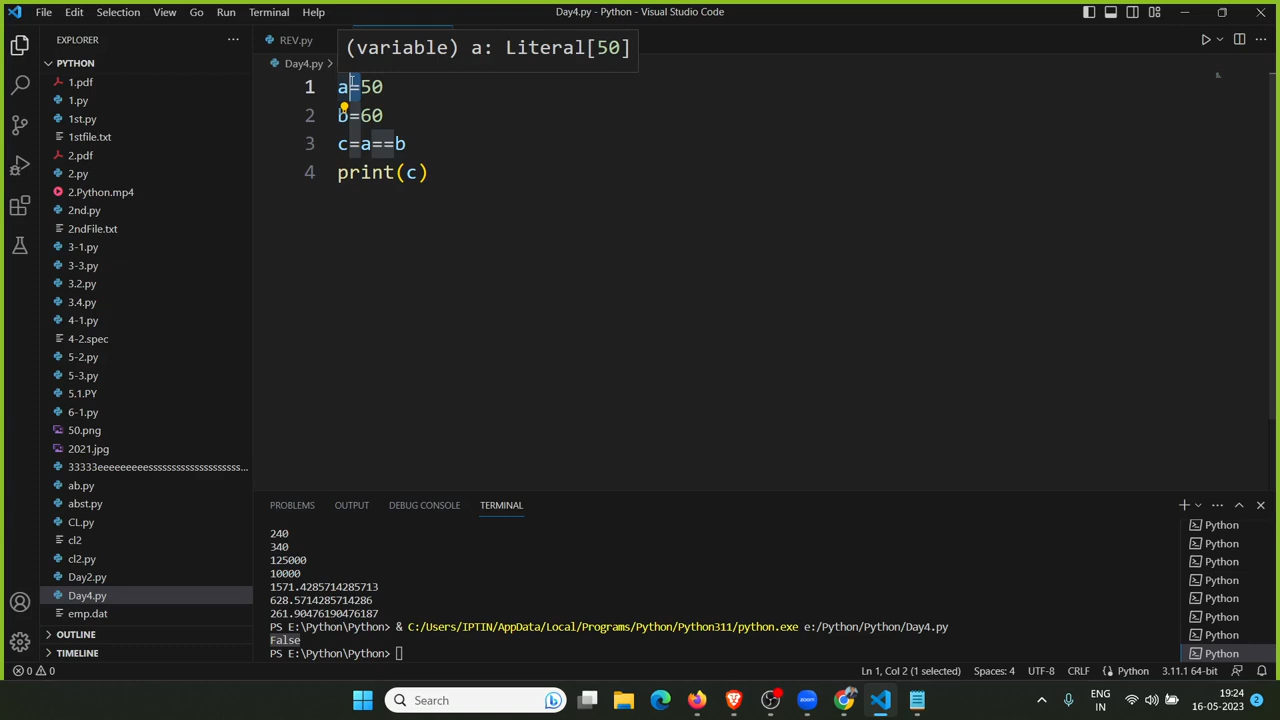 File Edit Selection View Go Run Terminal Help
Day4.py - Python - Visual Studio Code
EXPLORER
PYTHON
1.pdf
1.py
1st.py
1stfile.txt
2.pdf
2.py
2.Python.mp4
2nd.py
2ndFile.txt
3-1.py
3-3.py
3.2.py
3.4.py
4-1.py
4-2.spec
5-2.py
5-3.py
5.1.PY
6-1.py
50.png
2021.jpg
ab.py
abst.py
CL.py
cl2
cl2.py
Day2.py
Day4.py
emp.dat
OUTLINE
TIMELINE
REV.py
(variable) a: Literal[50]
Day4.py
1 a=50
2 b=60
3 c=a==b
4 print(c)
PROBLEMS OUTPUT DEBUG CONSOLE TERMINAL
240
340
125000
10000
1571.4285714285713
628.5714285714286
261.90476190476187
PS E:\Python\Python> & C:/Users/IPTIN/AppData/Local/Programs/Python/Python311/python.exe e:/Python/Python/Day4.py
False
PS E:\Python\Python>
Python
Python
Python
Python
Python
Python
Python
Python
0 0
Ln 1, Col 2 (1 selected) Spaces: 4 UTF-8 CRLF Python 3.11.1 64-bit
Search
zoom
ENG
IN
19:24
16-05-2023
2